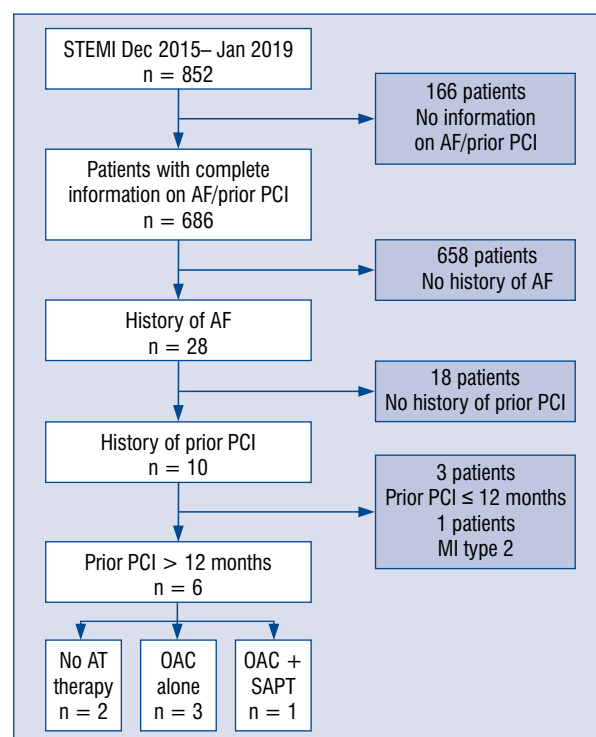 STEMI Dec 2015– Jan 2019
n = 852
166 patients
No information
on AF/prior PCI
Patients with complete
information on AF/prior PCI
n = 686
658 patients
No history of AF
History of AF
n = 28
18 patients
No history of prior PCI
History of prior PCI
n = 10
3 patients
Prior PCI ≤ 12 months
1 patients
MI type 2
Prior PCI > 12 months
n = 6
No AT
therapy
n = 2
OAC
alone
n = 3
OAC +
SAPT
n = 1